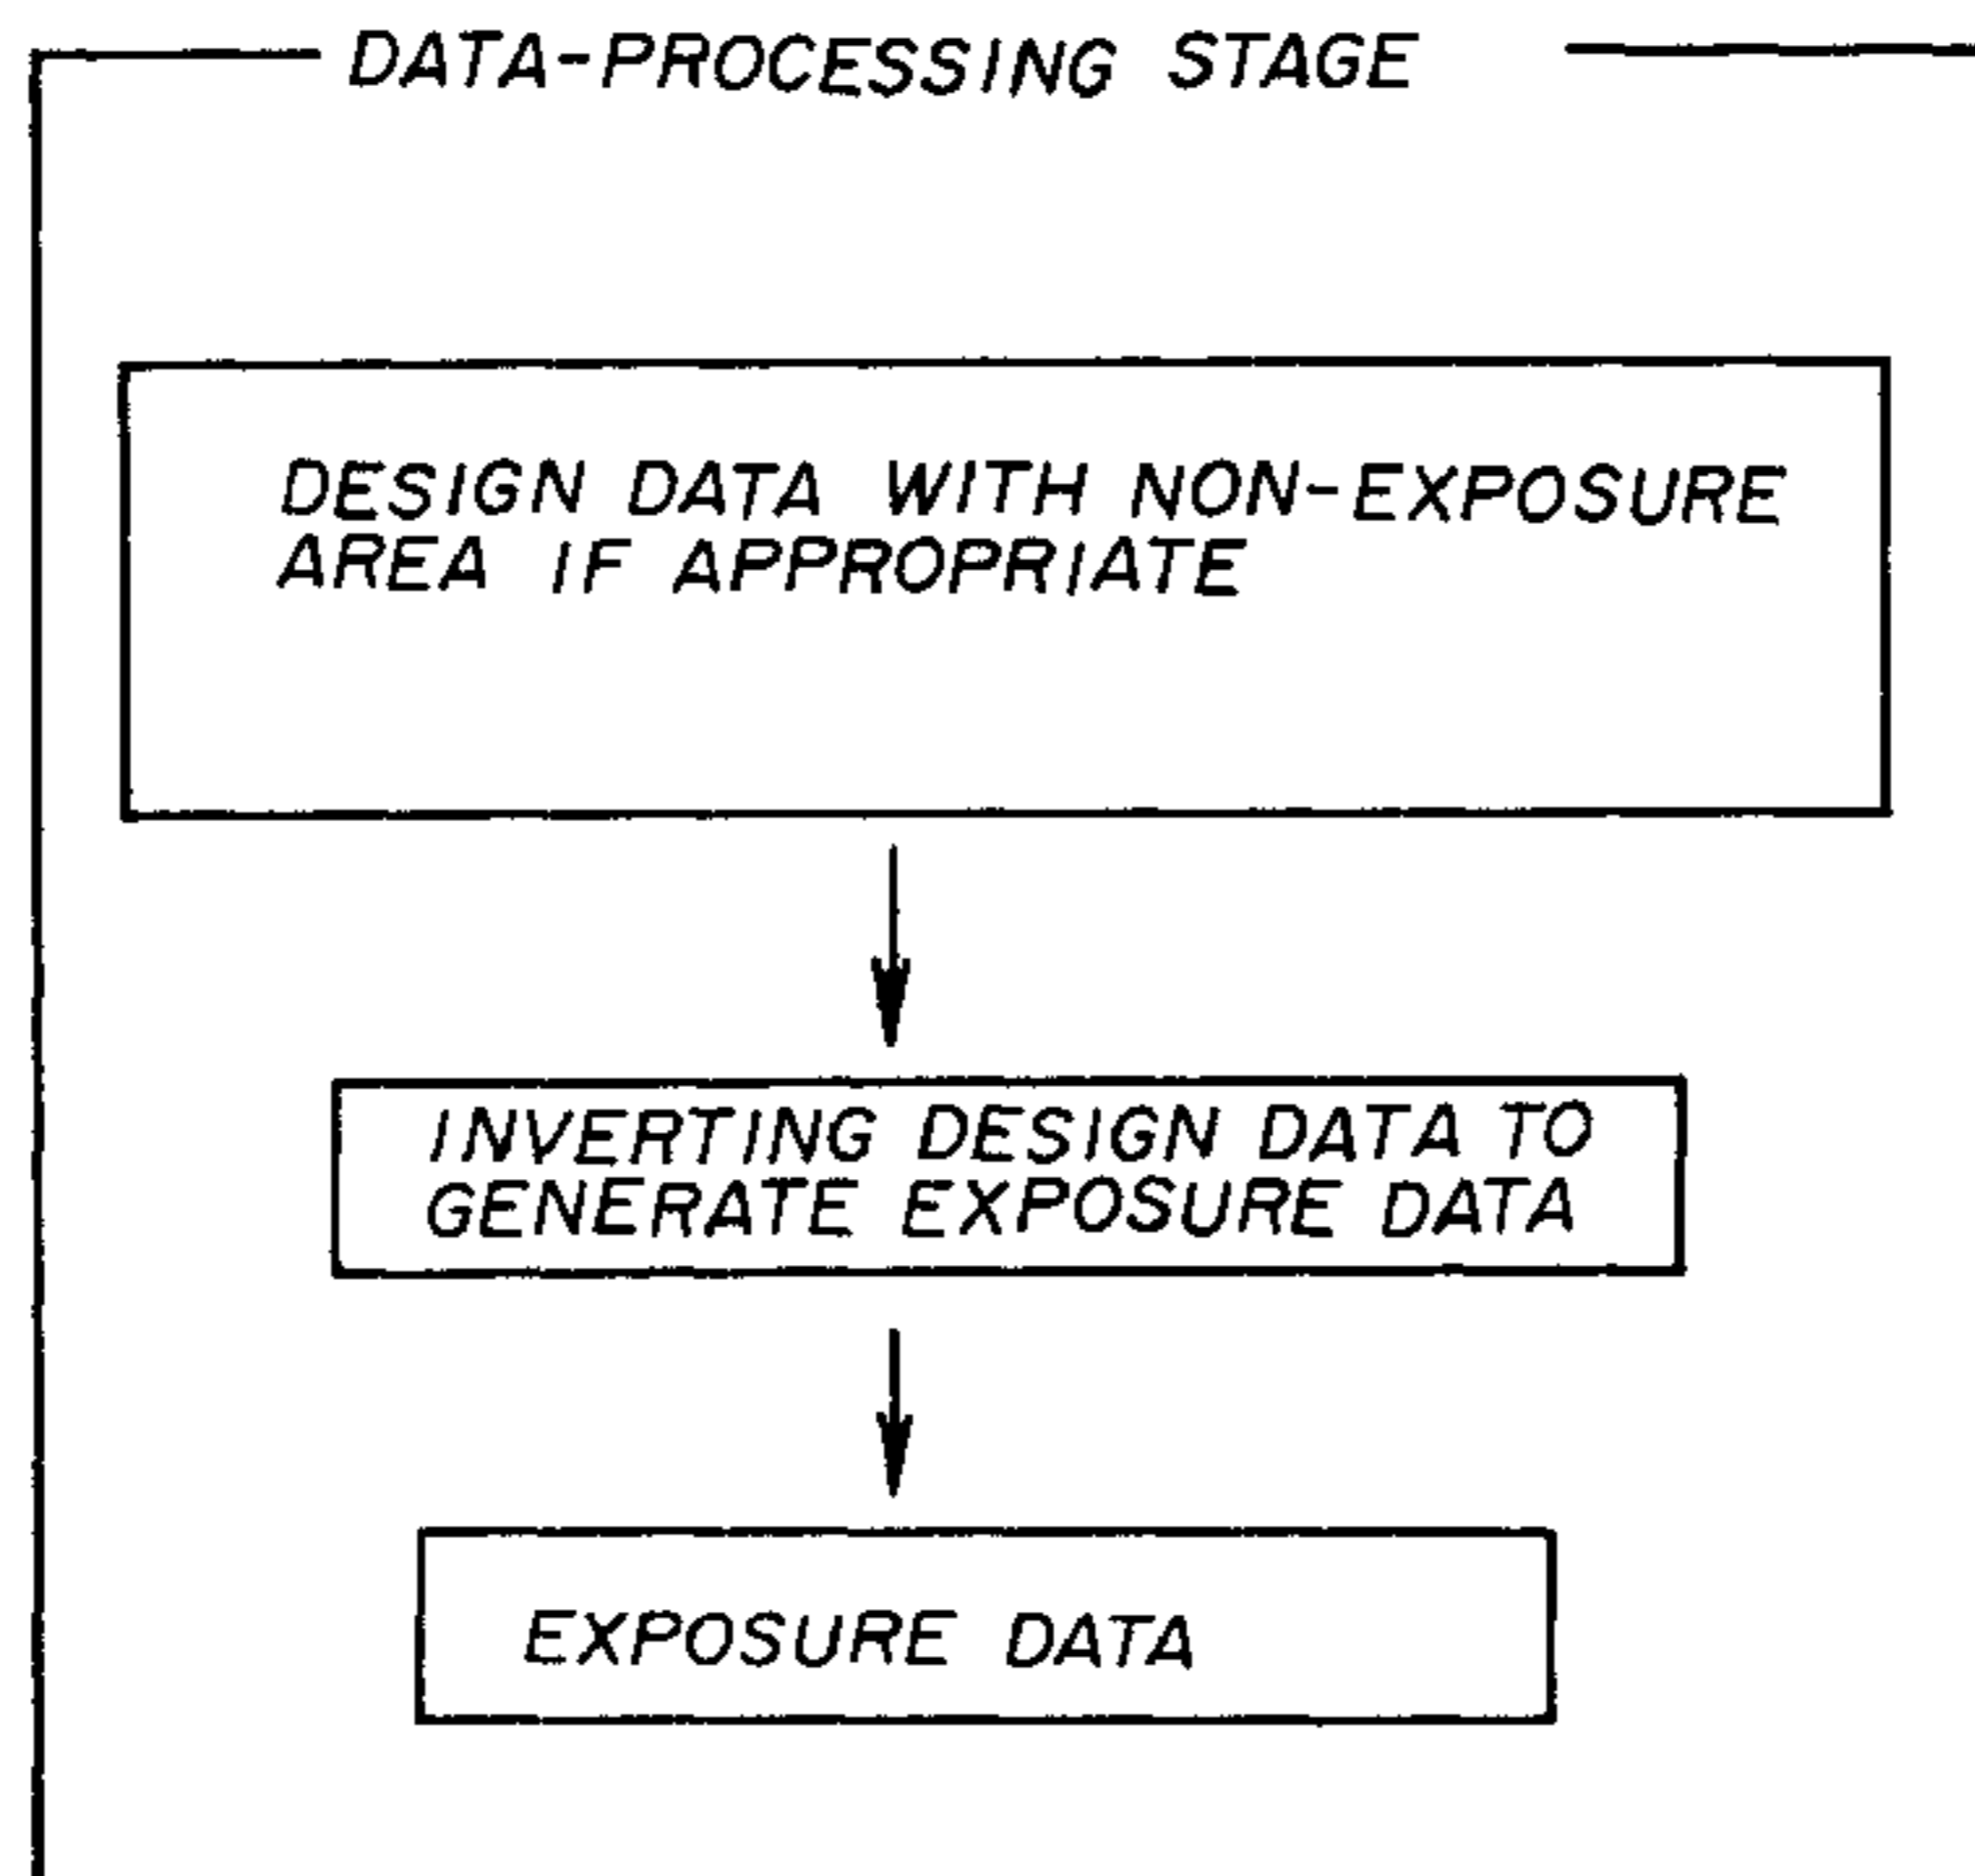 DATA-PROCESSING STAGE
DESIGN DATA WITH NON-EXPOSURE
AREA IF APPROPRIATE
INVERTING DESIGN DATA TO
GENERATE EXPOSURE DATA
EXPOSURE DATA